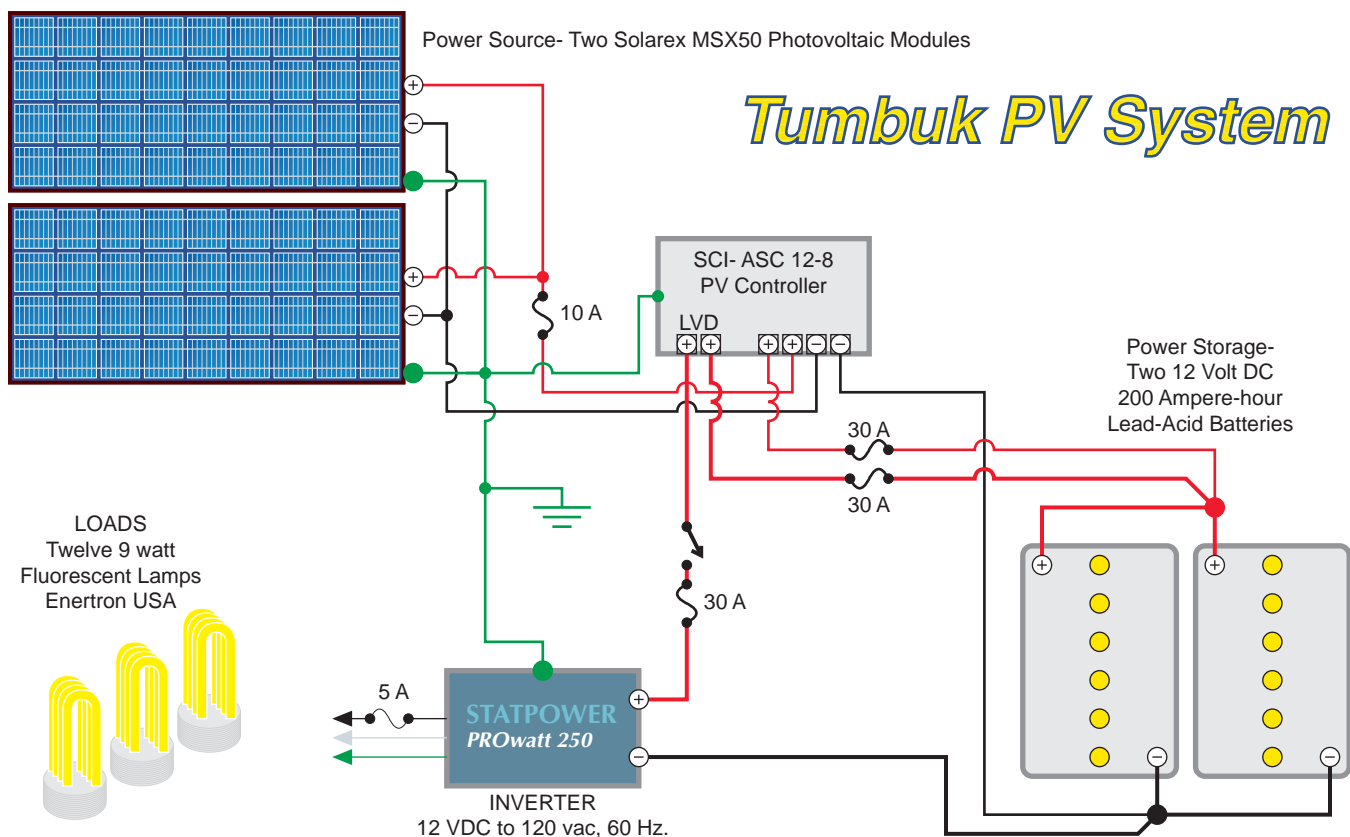 Power Source- Two Solarex MSX50 Photovoltaic Modules
Tumbuk PV System
+
−
+
−
10 A
SCI- ASC 12-8
PV Controller
LVD
+ + + + − −
Power Storage-
Two 12 Volt DC
200 Ampere-hour
Lead-Acid Batteries
30 A
30 A
LOADS
Twelve 9 watt
Fluorescent Lamps
Enertron USA
30 A
+ +
5 A
STATPOWER
PROwatt 250
+
−
− −
INVERTER
12 VDC to 120 vac, 60 Hz.